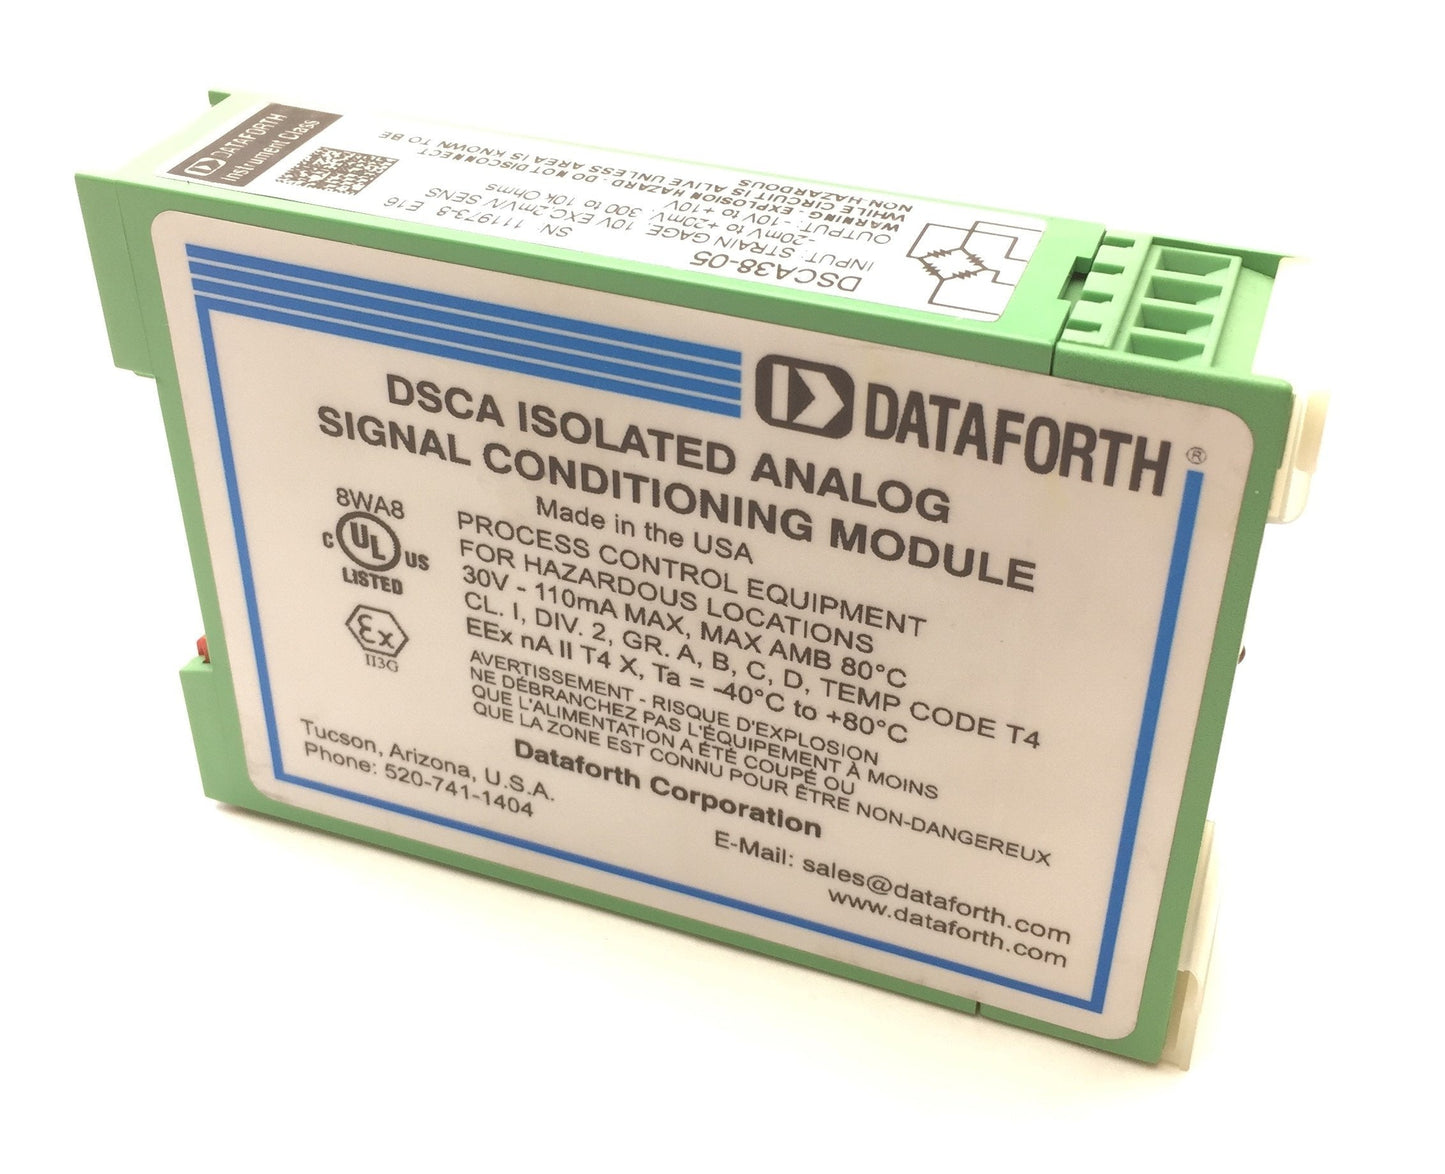 DATAFORTH
Instrument Class
DSCA38-05
INPUT: STRAIN GAGE 10V EXC,2mV/V SENS
-20mV to +20mV, 300 to 10k Ohms
OUTPUT: -10V to +10V
WARNING - EXPLOSION HAZARD - DO NOT DISCONNECT
WHILE CIRCUIT IS ALIVE UNLESS AREA IS KNOWN TO BE
NON HAZARDOUS
SN 111973-8 E16
DATAFORTH®
DSCA ISOLATED ANALOG
SIGNAL CONDITIONING MODULE
Made in the USA
8WA8
C UL US
LISTED
Ex
II3G
PROCESS CONTROL EQUIPMENT
FOR HAZARDOUS LOCATIONS
30V - 110mA MAX, MAX AMB 80°C
CL. I, DIV. 2, GR. A, B, C, D, TEMP CODE T4
EEx nA II T4 X, Ta = -40°C to +80°C
AVERTISSEMENT - RISQUE D'EXPLOSION
NE DÉBRANCHEZ PAS L'ÉQUIPEMENT À MOINS
QUE L'ALIMENTATION A ÉTÉ COUPÉ OU
QUE LA ZONE EST CONNU POUR ÊTRE NON-DANGEREUX
Dataforth Corporation
Tucson, Arizona, U.S.A.
Phone: 520-741-1404
E-Mail: sales@dataforth.com
www.dataforth.com